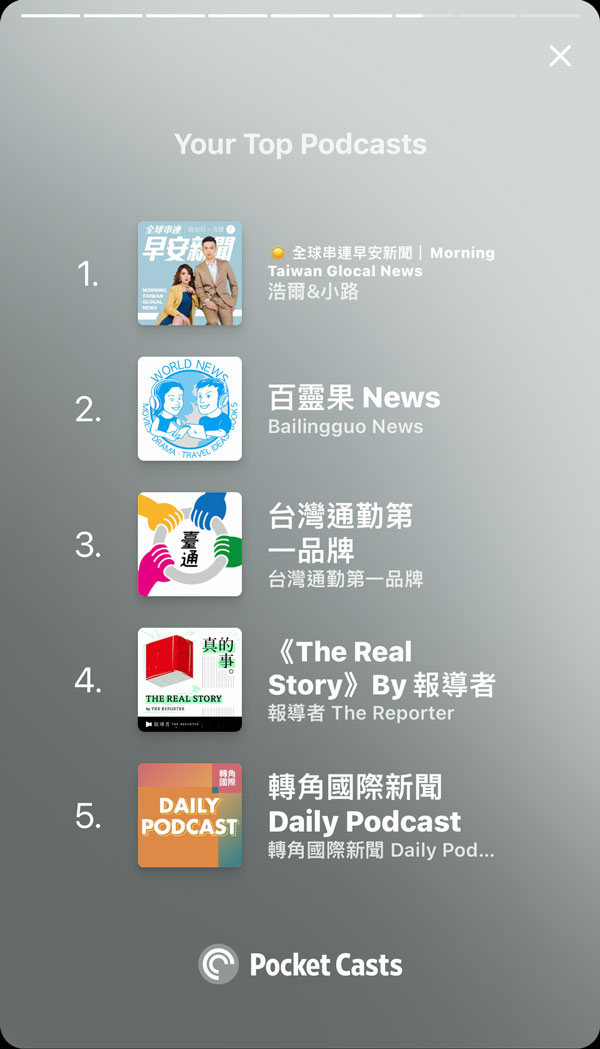 Your Top Podcasts
1.
全球串連
早安新聞
MORNING
TAIWAN
GLOCAL
NEWS
☀️ 全球串連早安新聞｜ Morning
Taiwan Glocal News
浩爾&小路
2.
WORLD NEWS
MOVIES · DRAMA · TRAVEL · IDEAS · BOOKS
百靈果 News
Bailingguo News
3.
臺通
台灣通勤第
一品牌
台灣通勤第一品牌
4.
真的
事。
THE REAL STORY
by THE REPORTER
報導者 THE REPORTER
《The Real
Story》By 報導者
報導者 The Reporter
5.
轉角
國際
DAILY
PODCAST
轉角國際新聞
Daily Podcast
轉角國際新聞 Daily Pod...
Pocket Casts